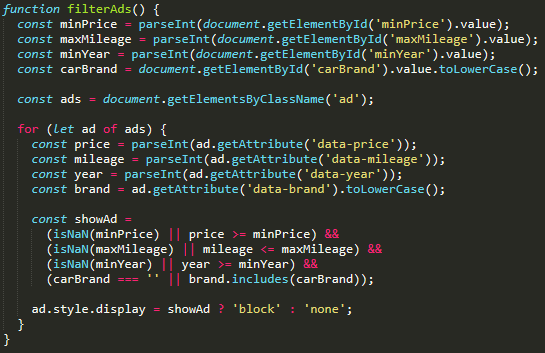 function filterAds() {
  const minPrice = parseInt(document.getElementById('minPrice').value);
  const maxMileage = parseInt(document.getElementById('maxMileage').value);
  const minYear = parseInt(document.getElementById('minYear').value);
  const carBrand = document.getElementById('carBrand').value.toLowerCase();

  const ads = document.getElementsByClassName('ad');

  for (let ad of ads) {
    const price = parseInt(ad.getAttribute('data-price'));
    const mileage = parseInt(ad.getAttribute('data-mileage'));
    const year = parseInt(ad.getAttribute('data-year'));
    const brand = ad.getAttribute('data-brand').toLowerCase();

    const showAd =
      (isNaN(minPrice) || price >= minPrice) &&
      (isNaN(maxMileage) || mileage <= maxMileage) &&
      (isNaN(minYear) || year >= minYear) &&
      (carBrand === '' || brand.includes(carBrand));

    ad.style.display = showAd ? 'block' : 'none';
  }
}